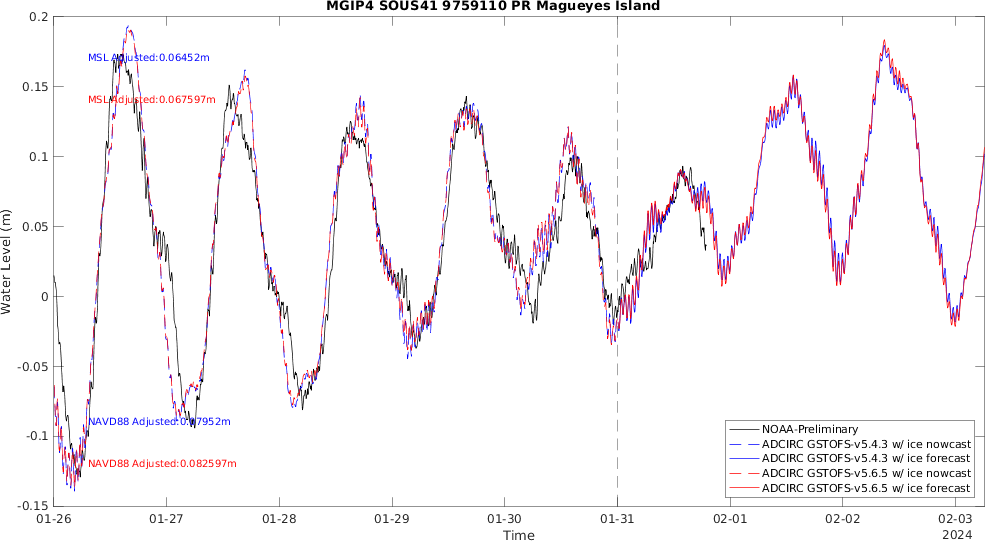 MGIP4 SOUS41 9759110 PR Magueyes Island
0.2
0.15
0.1
0.05
0
-0.05
-0.1
-0.15
Water Level (m)
MSL Adjusted:0.06452m
MSL Adjusted:0.067597m
NAVD88 Adjusted:0.07952m
NAVD88 Adjusted:0.082597m
NOAA-Preliminary
ADCIRC GSTOFS-v5.4.3 w/ ice nowcast
ADCIRC GSTOFS-v5.4.3 w/ ice forecast
ADCIRC GSTOFS-v5.6.5 w/ ice nowcast
ADCIRC GSTOFS-v5.6.5 w/ ice forecast
01-26 01-27 01-28 01-29 01-30 01-31 02-01 02-02 02-03
Time
2024